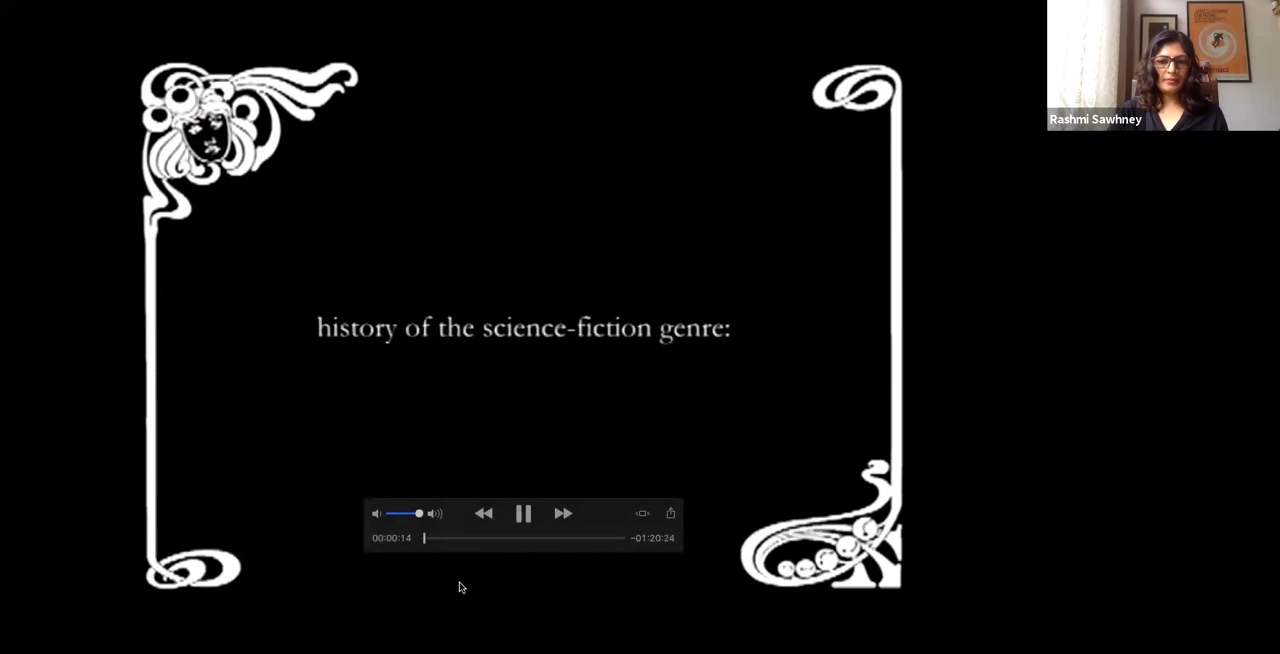 history of the science-fiction genre:
Rashmi Sawhney
00:00:14
-01:20:24